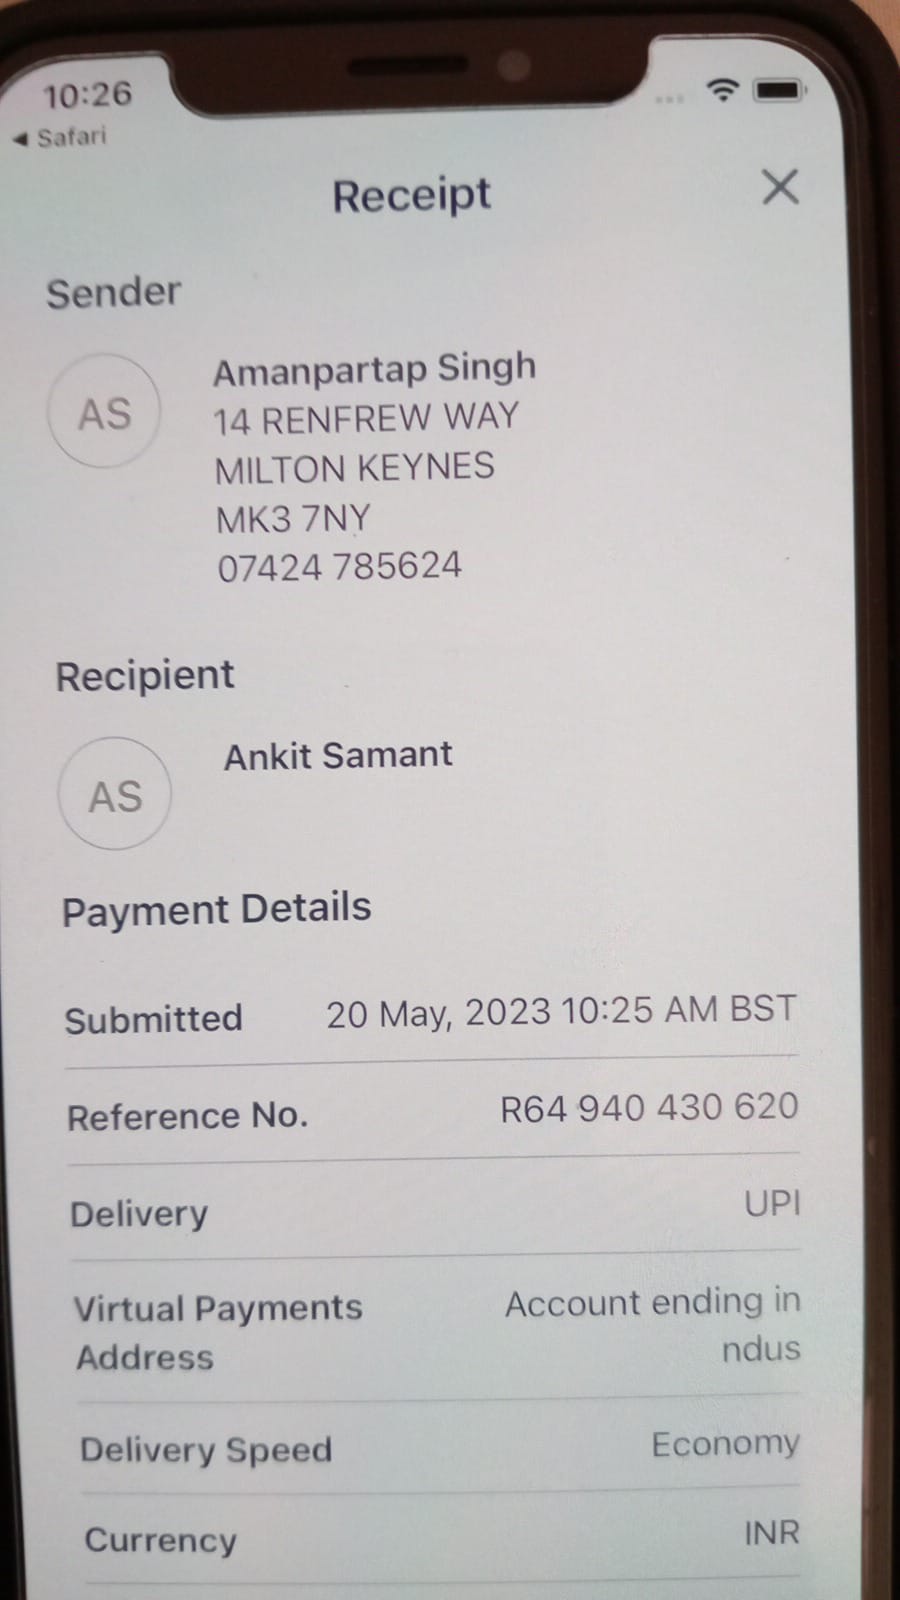 10:26
◀ Safari
Receipt
Sender
AS
Amanpartap Singh
14 RENFREW WAY
MILTON KEYNES
MK3 7NY
07424 785624
Recipient
AS
Ankit Samant
Payment Details
Submitted 20 May, 2023 10:25 AM BST
Reference No. R64 940 430 620
Delivery UPI
Virtual Payments Account ending in
Address ndus
Delivery Speed Economy
Currency INR